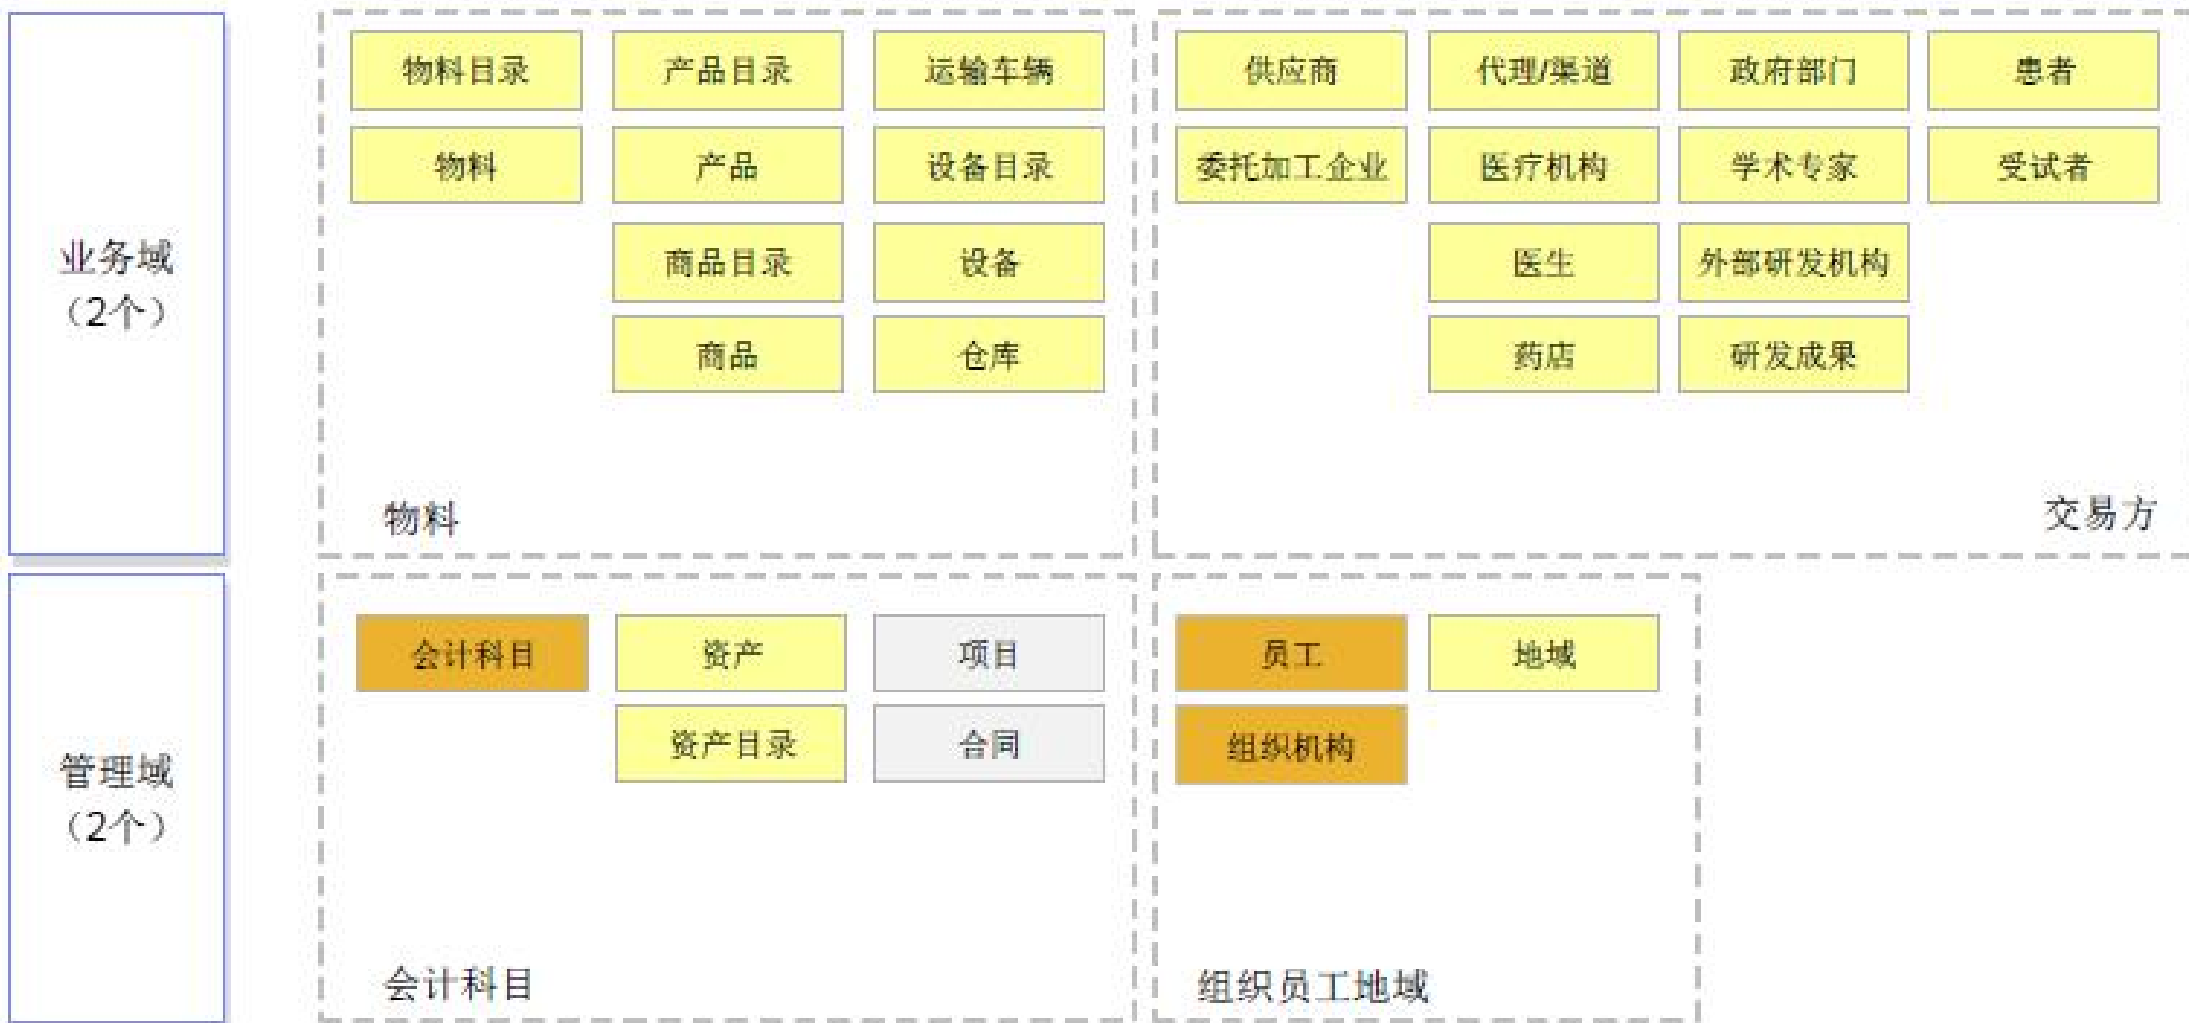 业务域
（2个）
物料目录
产品目录
运输车辆
物料
产品
设备目录
商品目录
设备
商品
仓库
物料
供应商
代理/渠道
政府部门
患者
委托加工企业
医疗机构
学术专家
受试者
医生
外部研发机构
药店
研发成果
交易方
管理域
（2个）
会计科目
资产
项目
资产目录
合同
会计科目
员工
地域
组织机构
组织员工地域